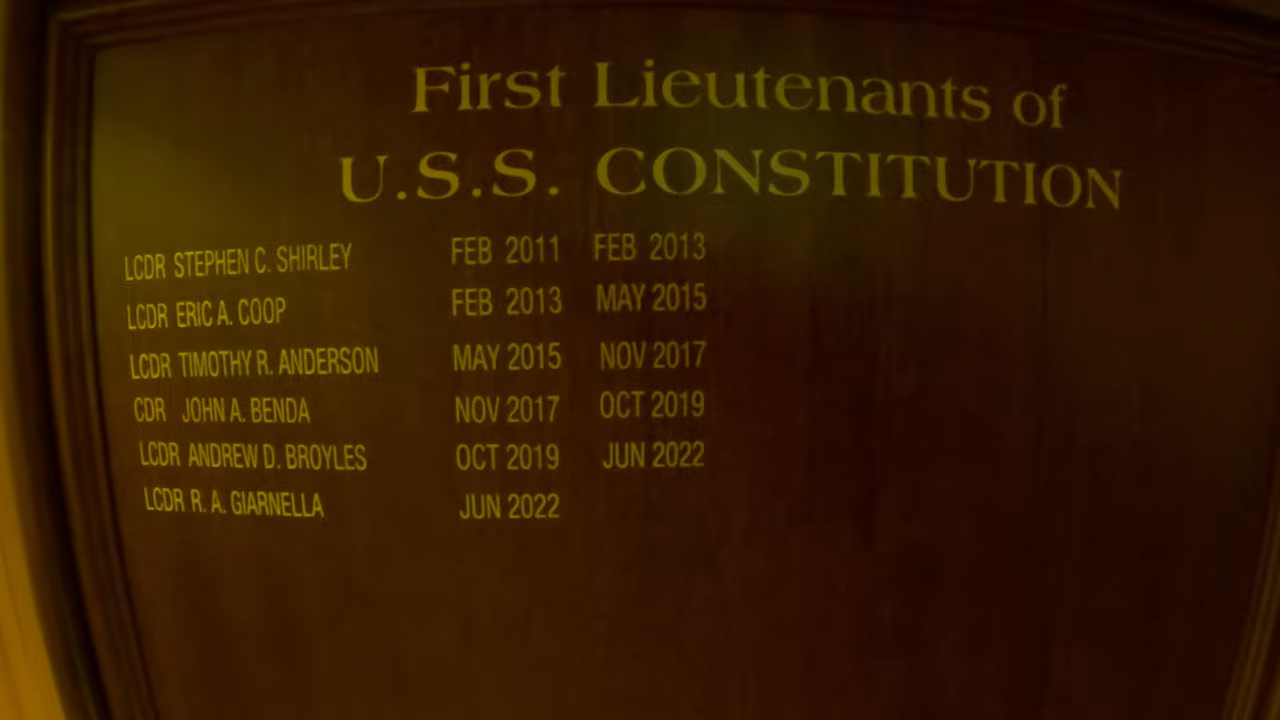 First Lieutenants of
U.S.S. CONSTITUTION
LCDR STEPHEN C. SHIRLEY FEB 2011 FEB 2013
LCDR ERIC A. COOP FEB 2013 MAY 2015
LCDR TIMOTHY R. ANDERSON MAY 2015 NOV 2017
CDR JOHN A. BENDA NOV 2017 OCT 2019
LCDR ANDREW D. BROYLES OCT 2019 JUN 2022
LCDR R. A. GIARNELLA JUN 2022